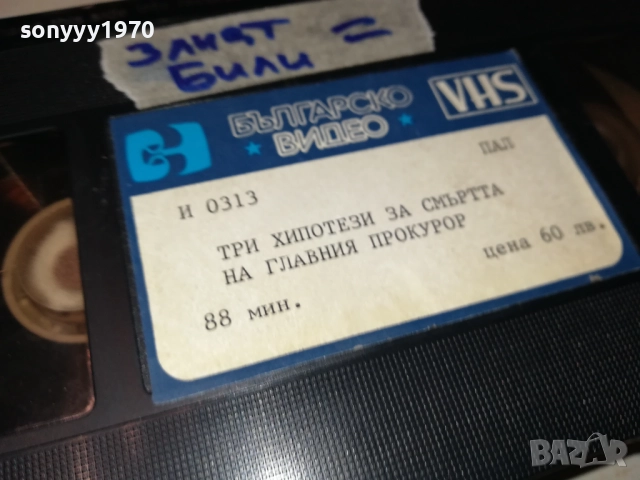 sonyyy1970
злият =
Били
БЪЛГАРСКО
ВИДЕО
VHS
ПАЛ
И 0313
ТРИ ХИПОТЕЗИ ЗА СМЪРТТА
НА ГЛАВНИЯ ПРОКУРОР
цена 60 лв.
88 мин.
BAZAR